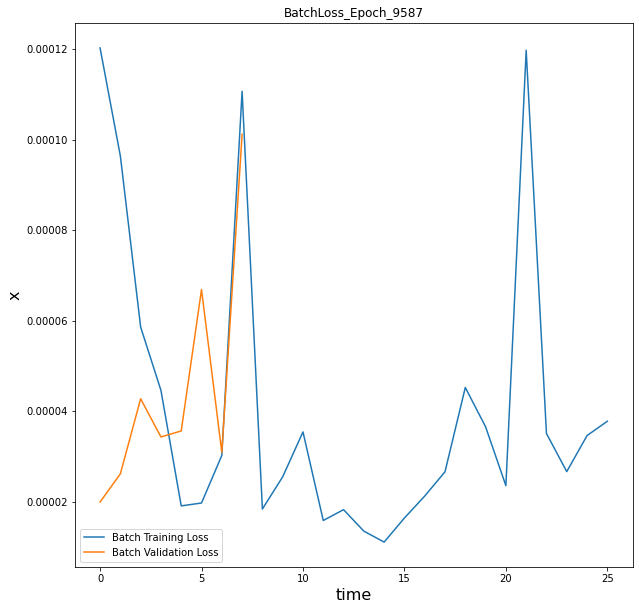 BatchLoss_Epoch_9587
0.00012
0.00010
0.00008
0.00006
0.00004
0.00002
x
Batch Training Loss
Batch Validation Loss
0
5
10
15
20
25
time